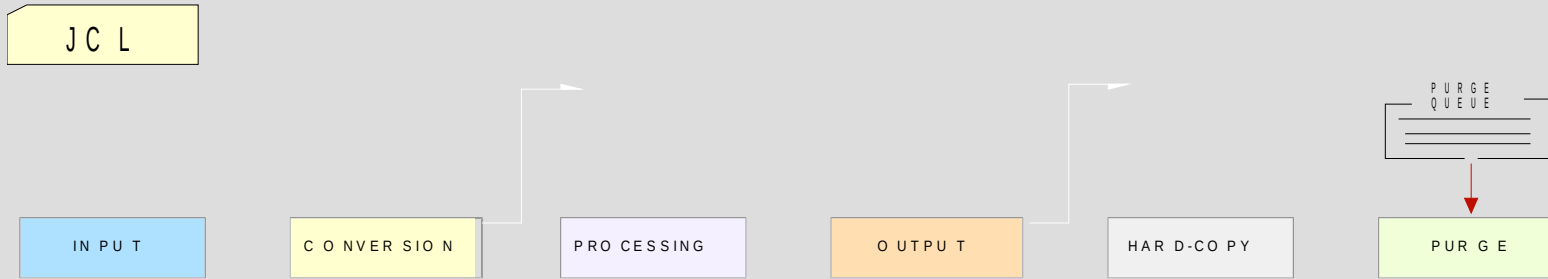 JCL
PURGE
QUEUE
INPUT
CONVERSION
PROCESSING
OUTPUT
HARD-COPY
PURGE